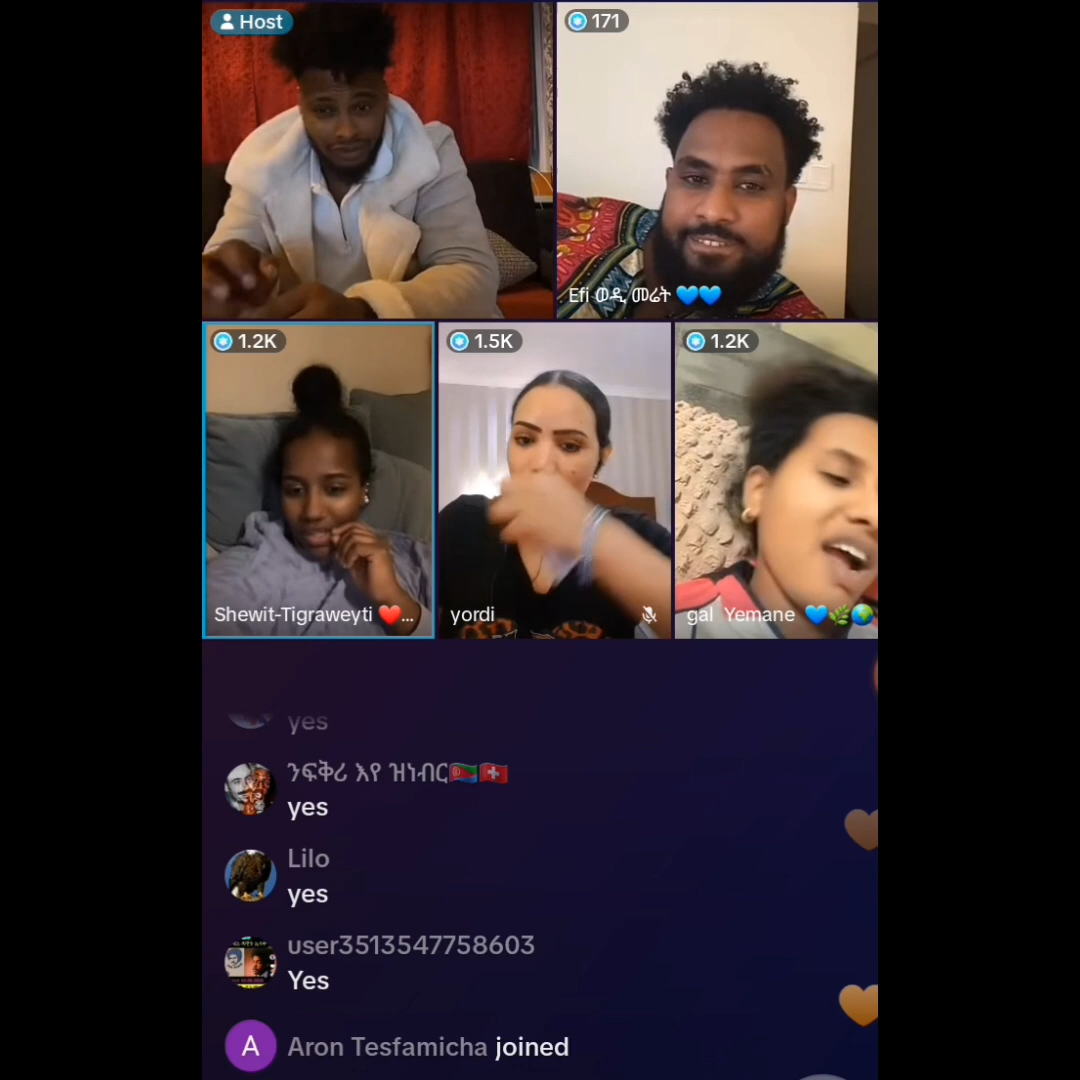 Host
171
Efi ወዲ መሬት 💙💙
1.2K
1.5K
1.2K
Shewit-Tigraweyti ❤️...
yordi
gal Yemane 💙🌿🌍
yes
ንፍቅሪ እየ ዝነብር🇪🇷🇨🇭
yes
Lilo
yes
user3513547758603
Yes
A
Aron Tesfamicha joined